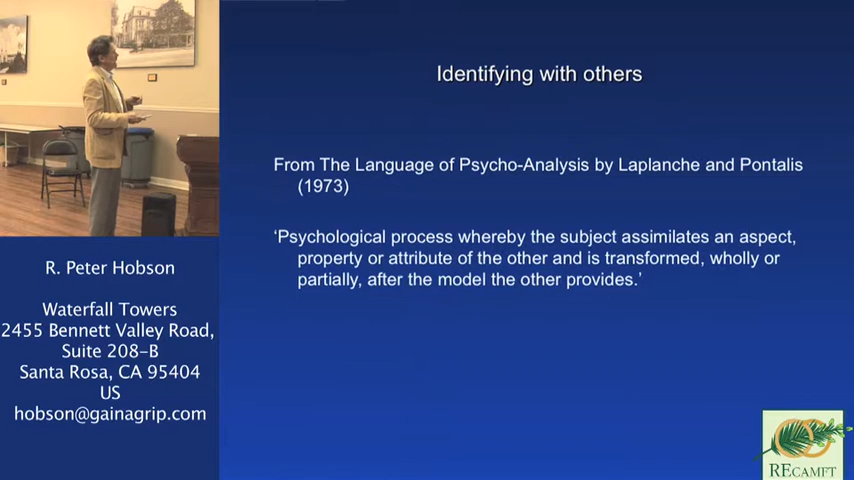 Identifying with others
From The Language of Psycho-Analysis by Laplanche and Pontalis
(1973)
‘Psychological process whereby the subject assimilates an aspect,
property or attribute of the other and is transformed, wholly or
partially, after the model the other provides.’
R. Peter Hobson
Waterfall Towers
2455 Bennett Valley Road,
Suite 208-B
Santa Rosa, CA 95404
US
hobson@gainagrip.com
RECAMFT